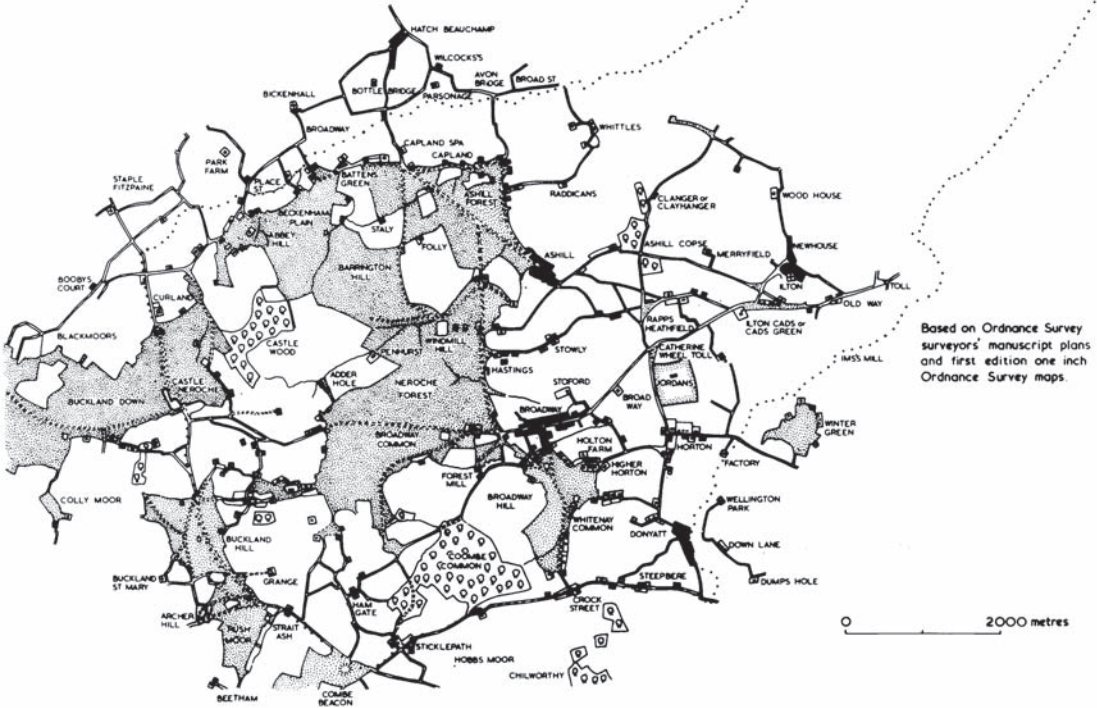 HATCH BEAUCHAMP
WILCOCKS'S
AVON
BRIDGE
BROAD ST
BOTTLE BRIDGE
PARSONAGE
BICKENHALL
BROADWAY
WHITTLES
CAPLAND SPA
CAPLAND
PARK
FARM
PLACE
ST.
BATTENS
GREEN
STAPLE
FITZPAINE
ASHILL
FOREST
RADDICANS
CLANGER or
CLAYHANGER
WOOD HOUSE
BECKENHAM
PLAIN
STALY
ABBEY
HILL
FOLLY
ASHILL
ASHILL COPSE
MERRYFIELD
NEWHOUSE
BARRINGTON
HILL
ILTON
TOLL
BOOBYS
COURT
CURLAND
OLD WAY
RAPPS
HEATHFIELD
ILTON CADS or
CADS GREEN
BLACKMOORS
CASTLE
WOOD
WINDMILL
HILL
STOWLY
CATHERINE
WHEEL TOLL
IMS'S MILL
Based on Ordnance Survey
surveyors' manuscript plans
and first edition one inch
Ordnance Survey maps.
PENHURST
HASTINGS
ADDER
HOLE
CASTLE
NEROCHE
NEROCHE
FOREST
STOFORD
JORDANS
BUCKLAND DOWN
BROAD
WAY
BROADWAY
WINTER
GREEN
BROADWAY
COMMON
HOLTON
FARM
HORTON
FACTORY
FOREST
MILL
HIGHER
HORTON
COLLY MOOR
BROADWAY
HILL
WELLINGTON
PARK
WHITENAY
COMMON
DONYATT
BUCKLAND
HILL
DOWN LANE
COOMBE
COMMON
STEEPBERE
DUMPS HOLE
BUCKLAND
ST MARY
GRANGE
HAM
GATE
CROCK
STREET
ARCHER
HILL
RUSH
MOOR
STRAIT
ASH
STICKLEPATH
HOBBS MOOR
CHILWORTHY
BEETHAM
COMBE
BEACON
0 2000 metres